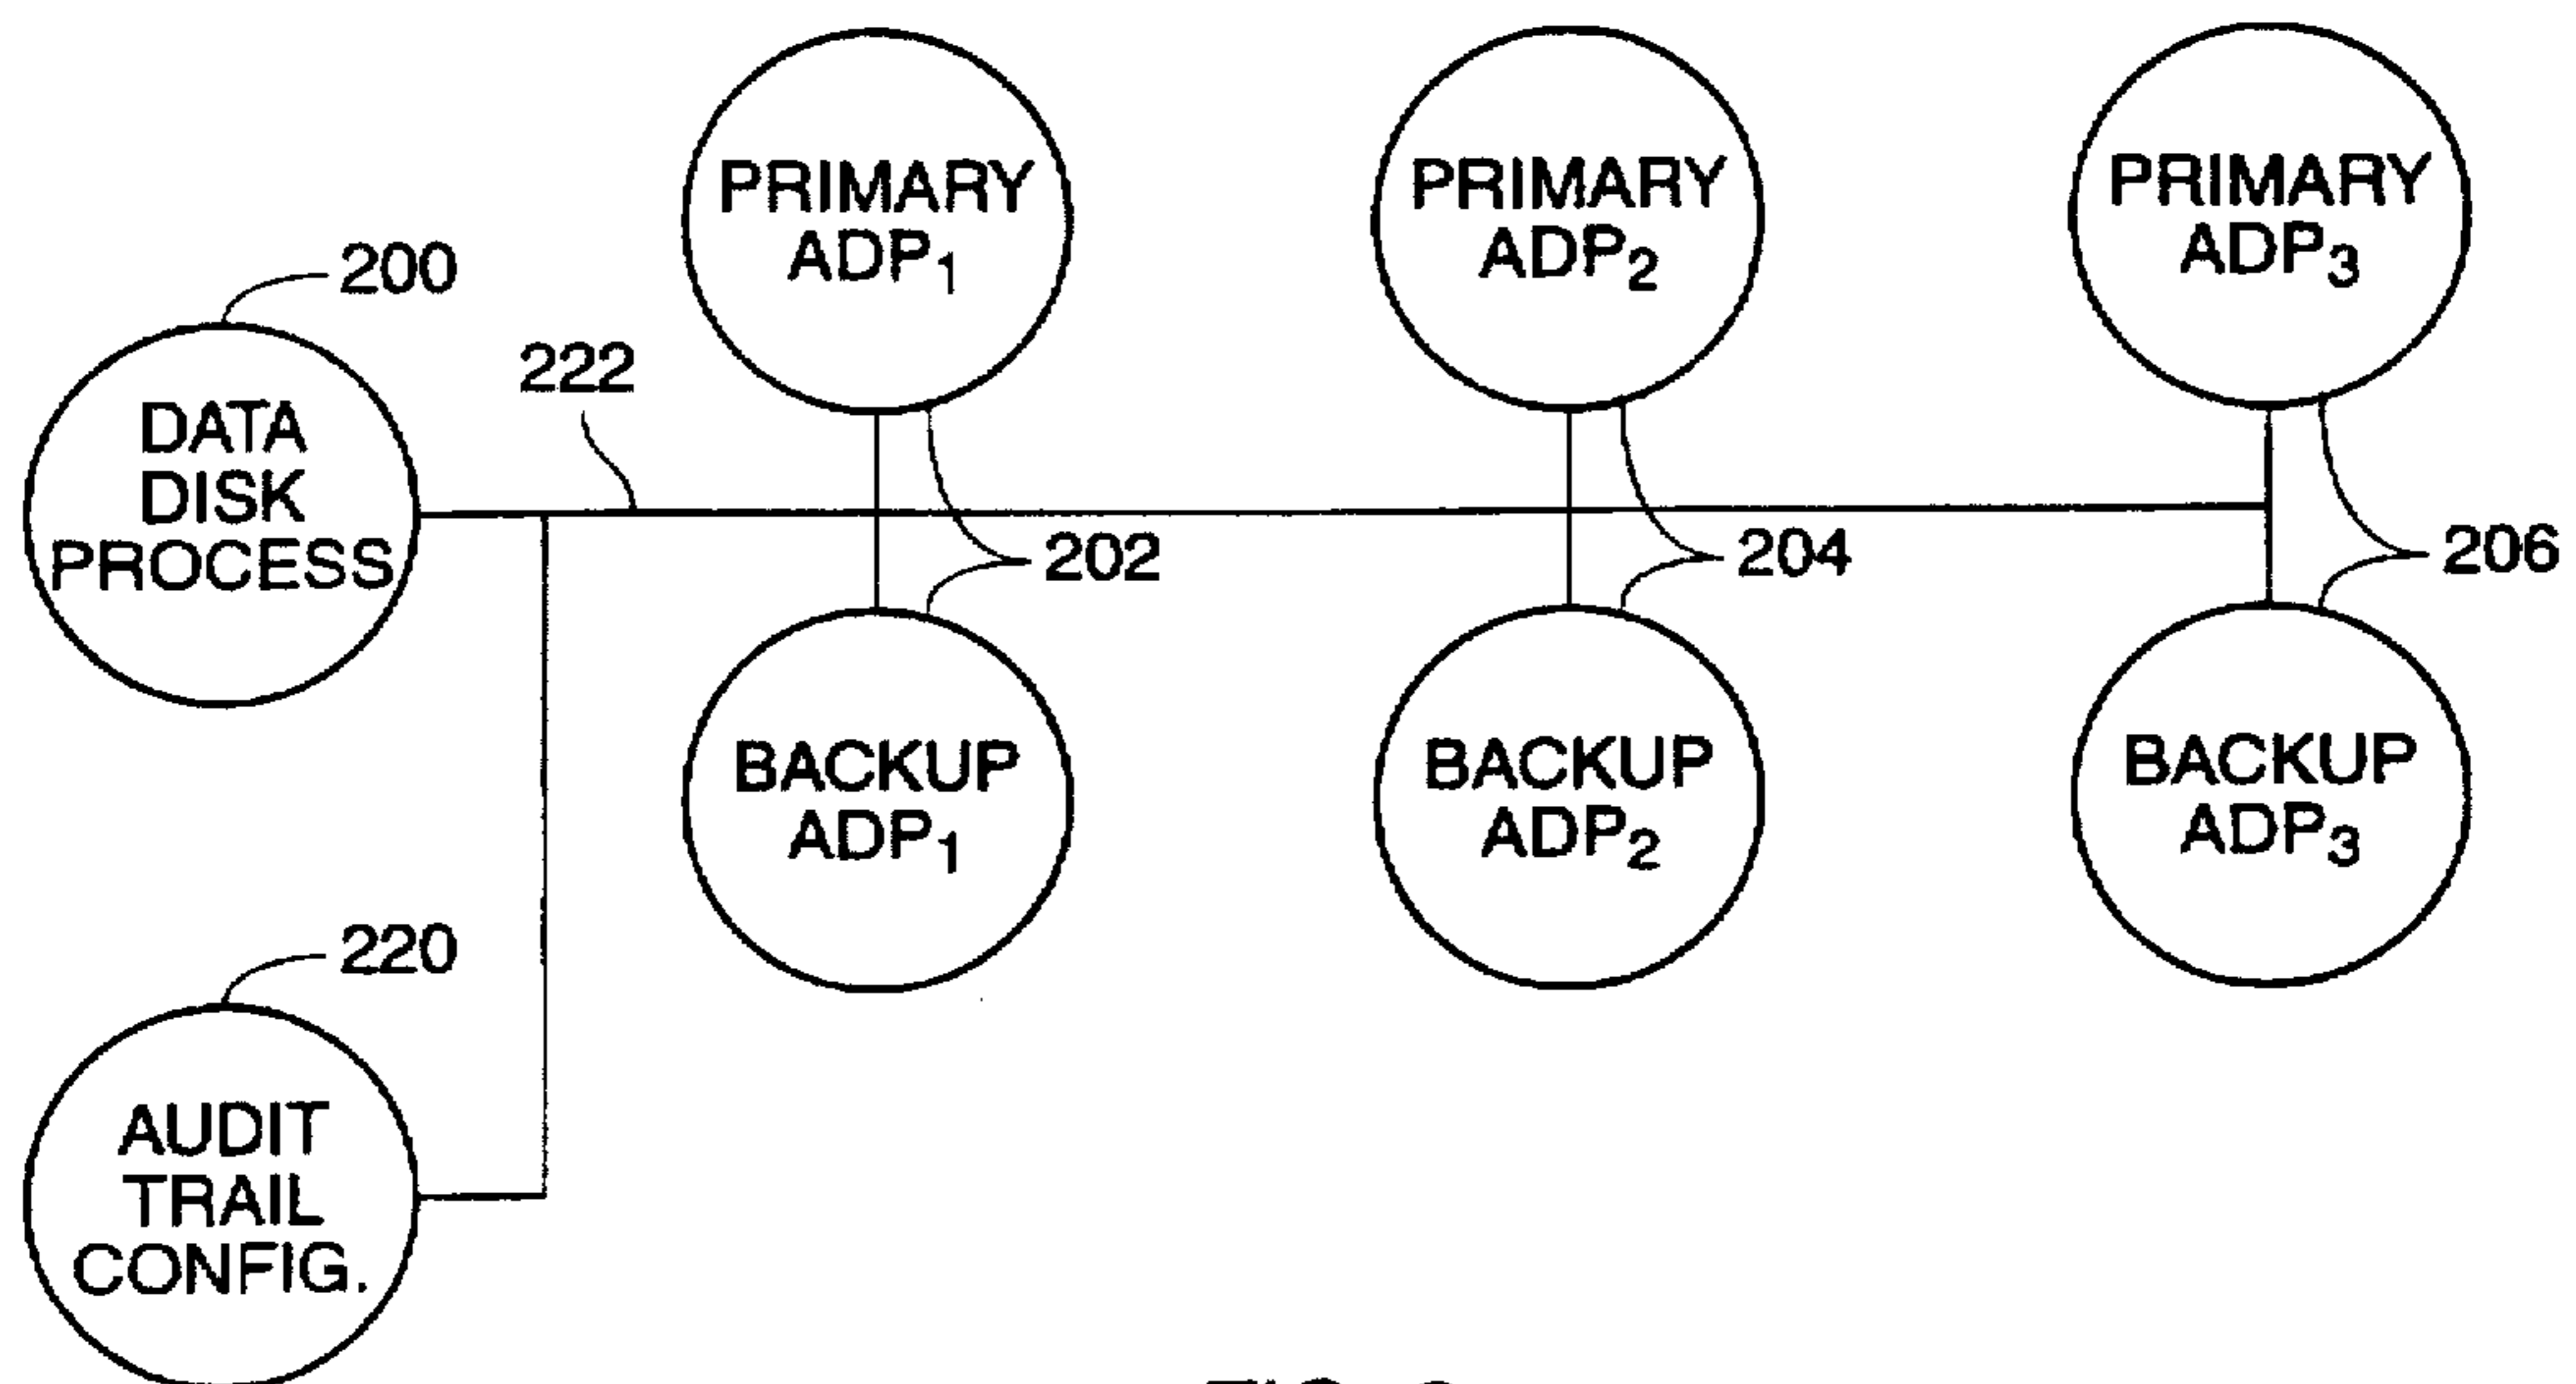 PRIMARY
ADP₁
PRIMARY
ADP₂
PRIMARY
ADP₃
200
222
DATA
DISK
PROCESS
202
204
206
BACKUP
ADP₁
BACKUP
ADP₂
BACKUP
ADP₃
220
AUDIT
TRAIL
CONFIG.